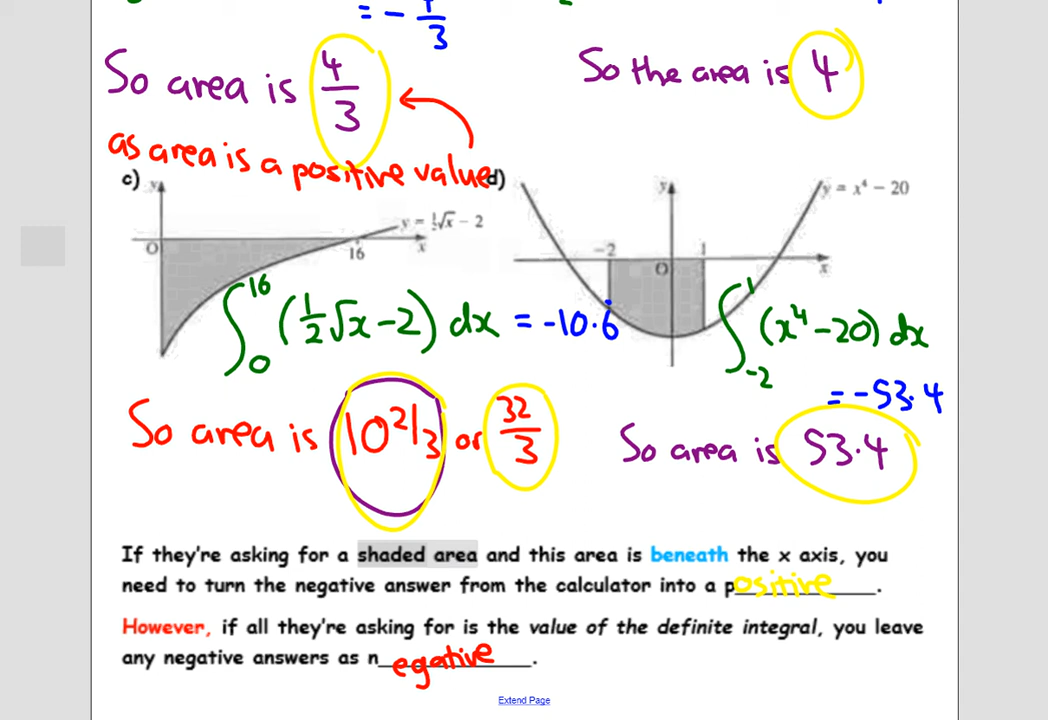 = - 4/3
So area is 4/3
So the area is 4
as area is a positive value
c)
y
y = ½√x − 2
O
16
x
∫₀¹⁶ (½√x − 2) dx = -10.6̇
So area is 10 2/3 or 32/3
d)
y
y = x⁴ − 20
−2
O
1
x
∫₋₂¹ (x⁴ − 20) dx
= -53.4
So area is 53.4
If they're asking for a shaded area and this area is beneath the x axis, you
need to turn the negative answer from the calculator into a positive.
However, if all they're asking for is the value of the definite integral, you leave
any negative answers as negative.
Extend Page